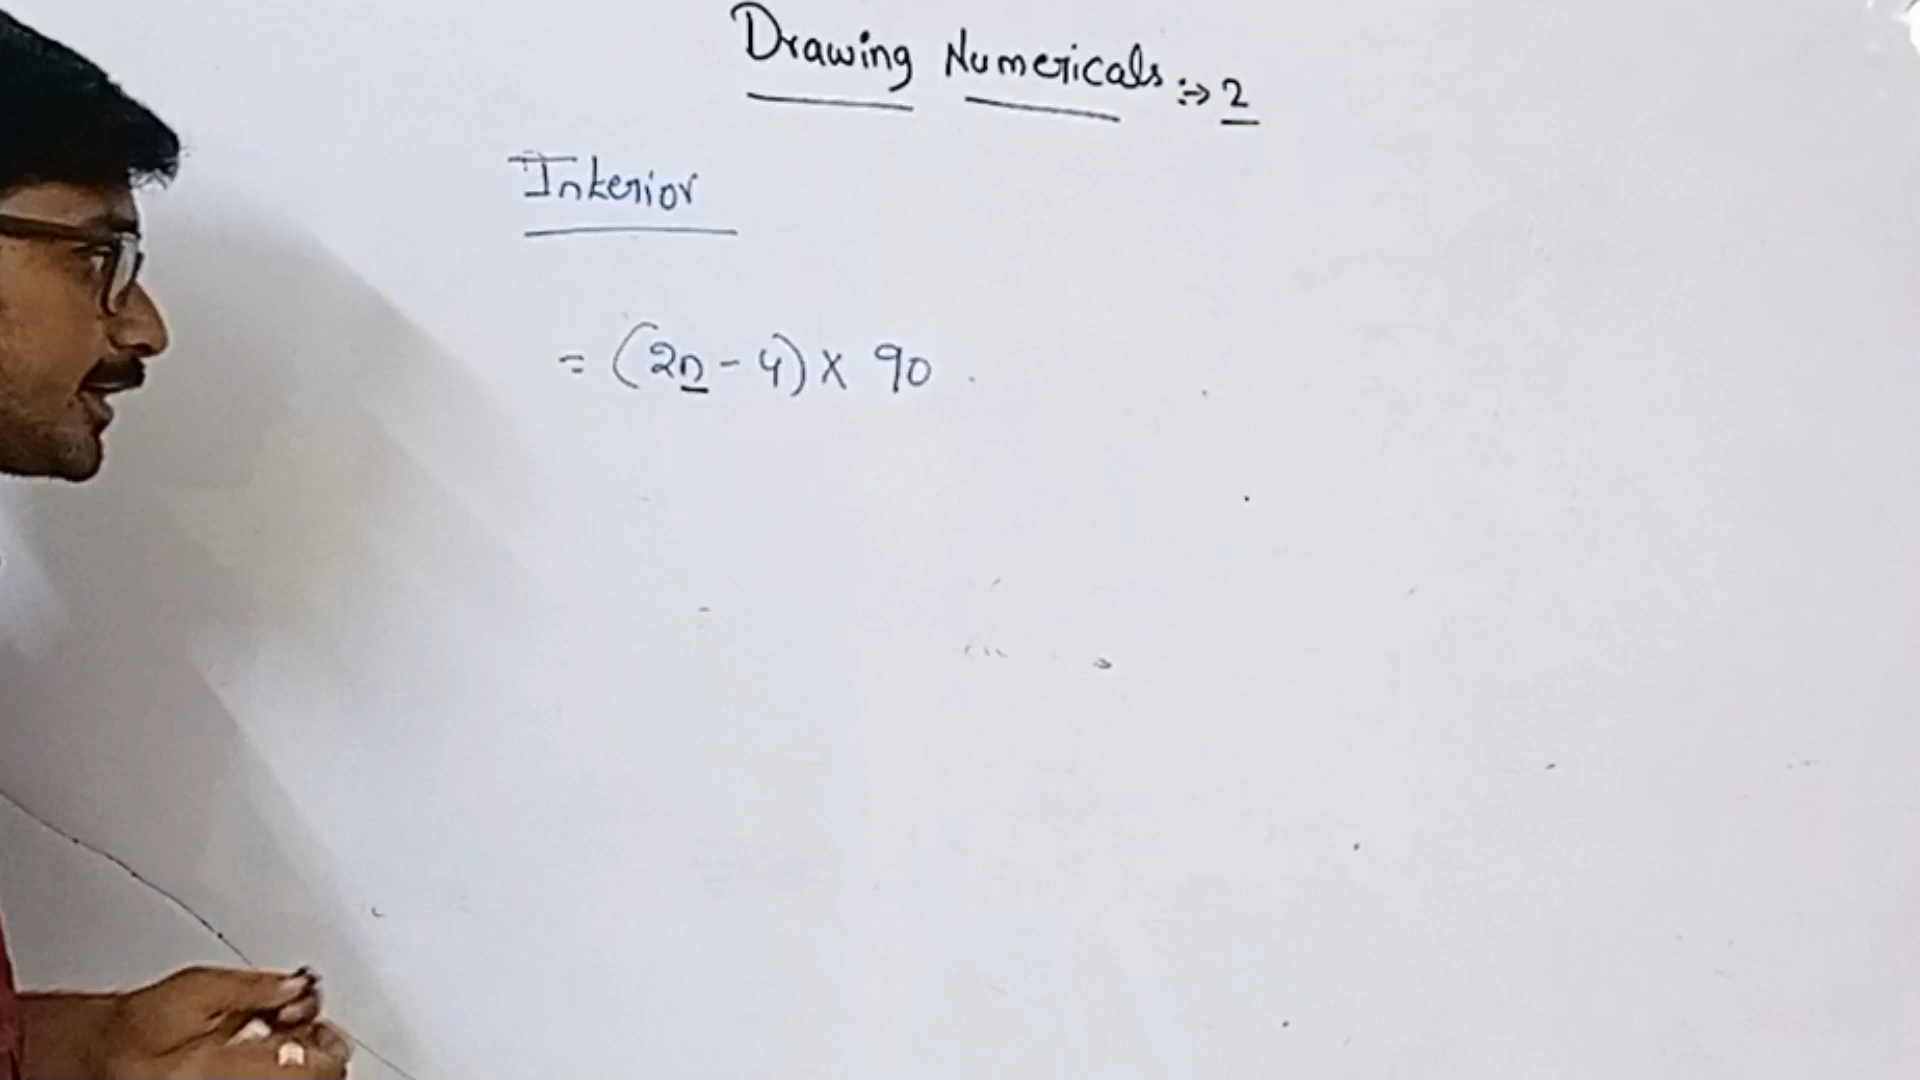 Drawing Numericals :→ 2
Interior
= (2n - 4) × 90